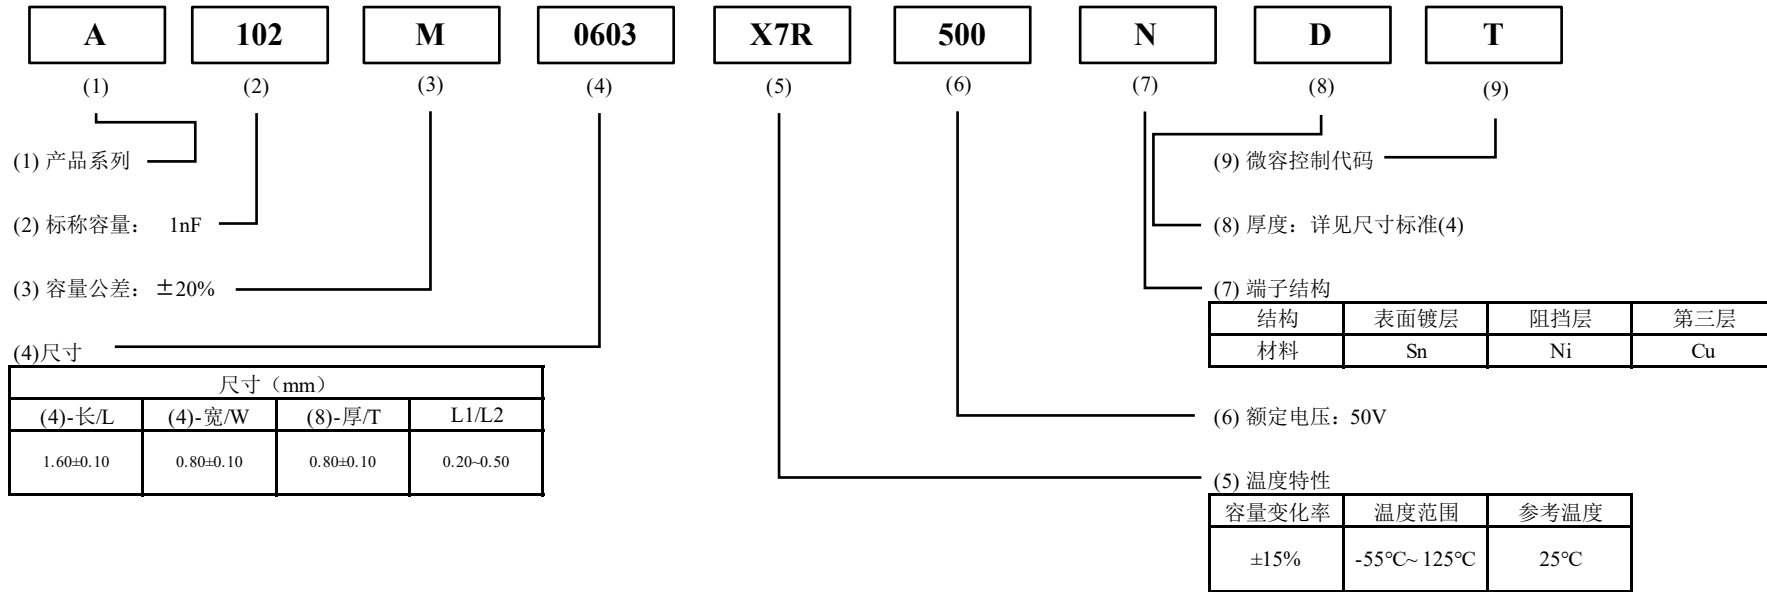 A 102 M 0603 X7R 500 N D T
(1) (2) (3) (4) (5) (6) (7) (8) (9)
(1) 产品系列
(2) 标称容量： 1nF
(3) 容量公差： ±20%
(4)尺寸
尺寸（mm）
(4)-长/L (4)-宽/W (8)-厚/T L1/L2
1.60±0.10 0.80±0.10 0.80±0.10 0.20~0.50
(9) 微容控制代码
(8) 厚度：详见尺寸标准(4)
(7) 端子结构
结构 表面镀层 阻挡层 第三层
材料 Sn Ni Cu
(6) 额定电压：50V
(5) 温度特性
容量变化率 温度范围 参考温度
±15% -55℃~ 125℃ 25℃